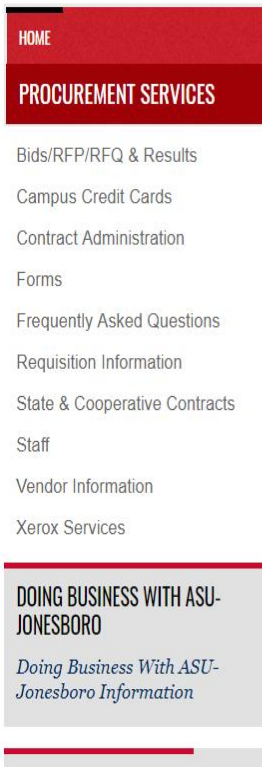 HOME
PROCUREMENT SERVICES
Bids/RFP/RFQ & Results
Campus Credit Cards
Contract Administration
Forms
Frequently Asked Questions
Requisition Information
State & Cooperative Contracts
Staff
Vendor Information
Xerox Services
DOING BUSINESS WITH ASU-
JONESBORO
Doing Business With ASU-
Jonesboro Information